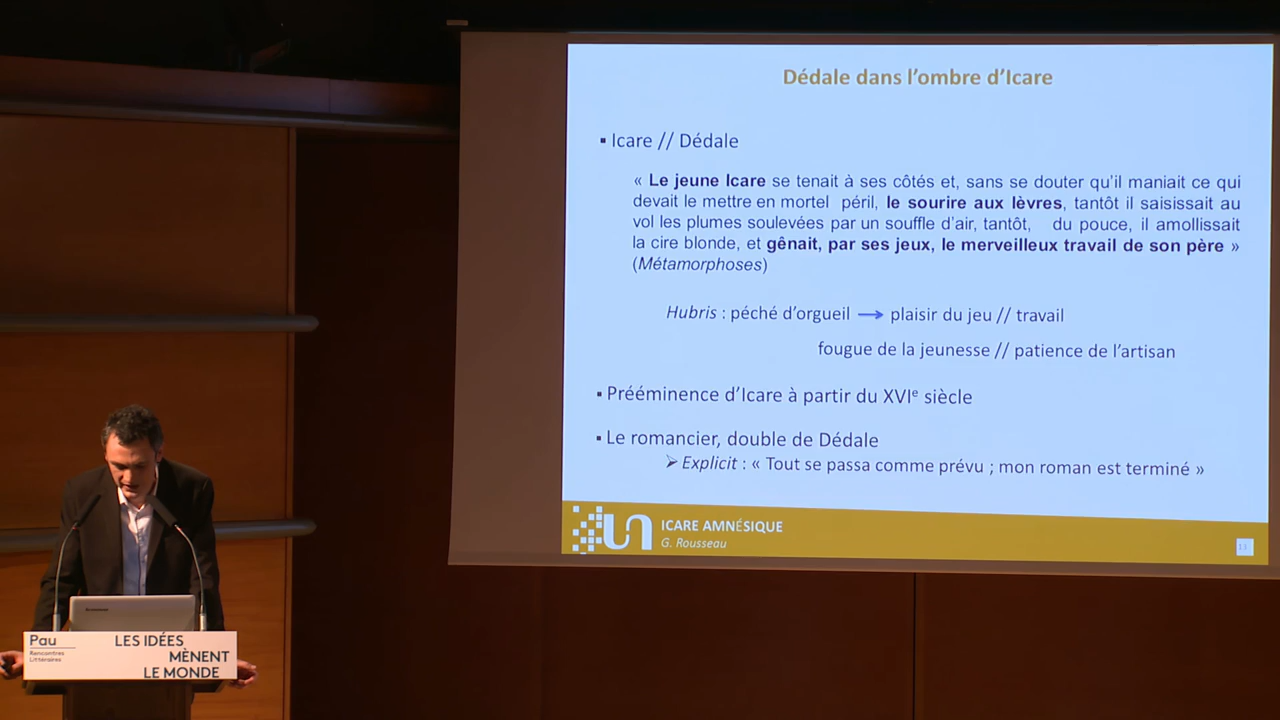 Dédale dans l’ombre d’Icare
▪ Icare // Dédale
« Le jeune Icare se tenait à ses côtés et, sans se douter qu’il maniait ce qui
devait le mettre en mortel péril, le sourire aux lèvres, tantôt il saisissait au
vol les plumes soulevées par un souffle d’air, tantôt, du pouce, il amollissait
la cire blonde, et gênait, par ses jeux, le merveilleux travail de son père »
(Métamorphoses)
Hubris : péché d’orgueil → plaisir du jeu // travail
fougue de la jeunesse // patience de l’artisan
▪ Prééminence d’Icare à partir du XVIe siècle
▪ Le romancier, double de Dédale
➢ Explicit : « Tout se passa comme prévu ; mon roman est terminé »
UN
ICARE AMNÉSIQUE
G. Rousseau
Pau
Rencontres
Littéraires
LES IDÉES
MÈNENT
LE MONDE